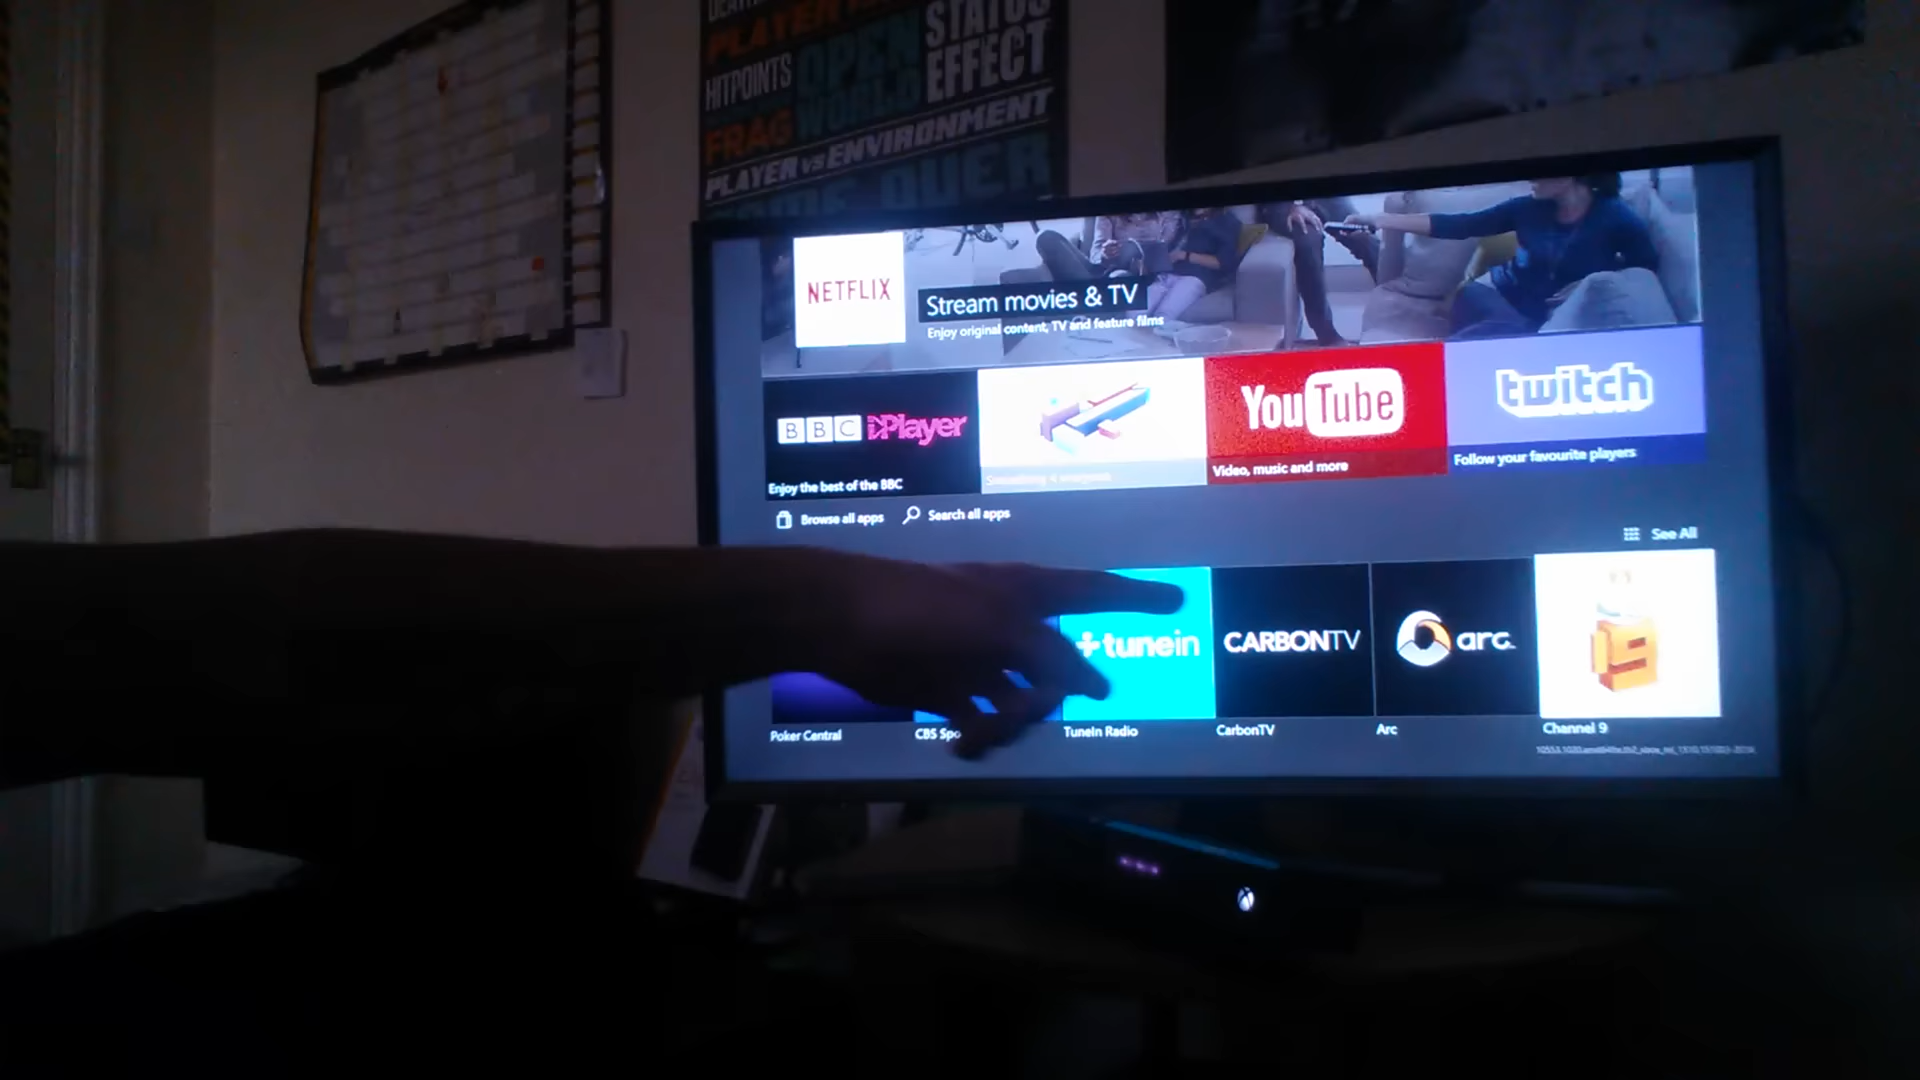 PLAYER
STATUS
HITPOINTS
OPEN
EFFECT
FRAG
WORLD
PLAYER VS ENVIRONMENT
OVER
NETFLIX
Stream movies & TV
Enjoy original content, TV and feature films
BBC iPlayer
Enjoy the best of the BBC
4
YouTube
Video, music and more
twitch
Follow your favourite players
Browse all apps
Search all apps
See All
tunein
CARBONTV
arc
9
Poker Central
CBS Spo
TuneIn Radio
CarbonTV
Arc
Channel 9